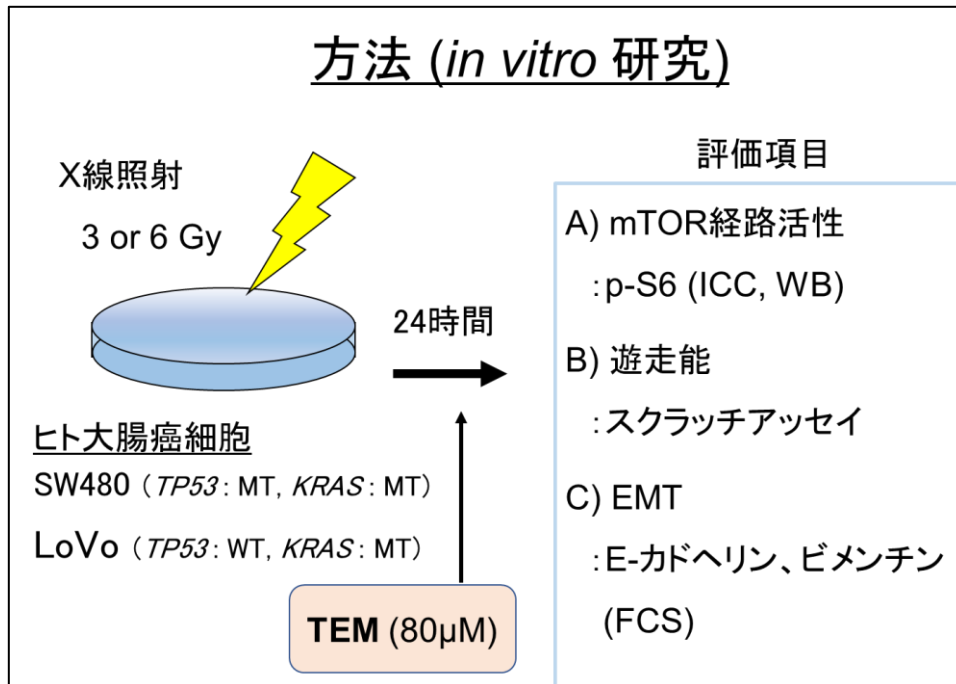 方法 (in vitro 研究)
X線照射
3 or 6 Gy
24時間
ヒト大腸癌細胞
SW480 (TP53 : MT, KRAS : MT)
LoVo (TP53 : WT, KRAS : MT)
TEM (80μM)
評価項目
A) mTOR経路活性
:p-S6 (ICC, WB)
B) 遊走能
:スクラッチアッセイ
C) EMT
:E-カドヘリン、ビメンチン
(FCS)